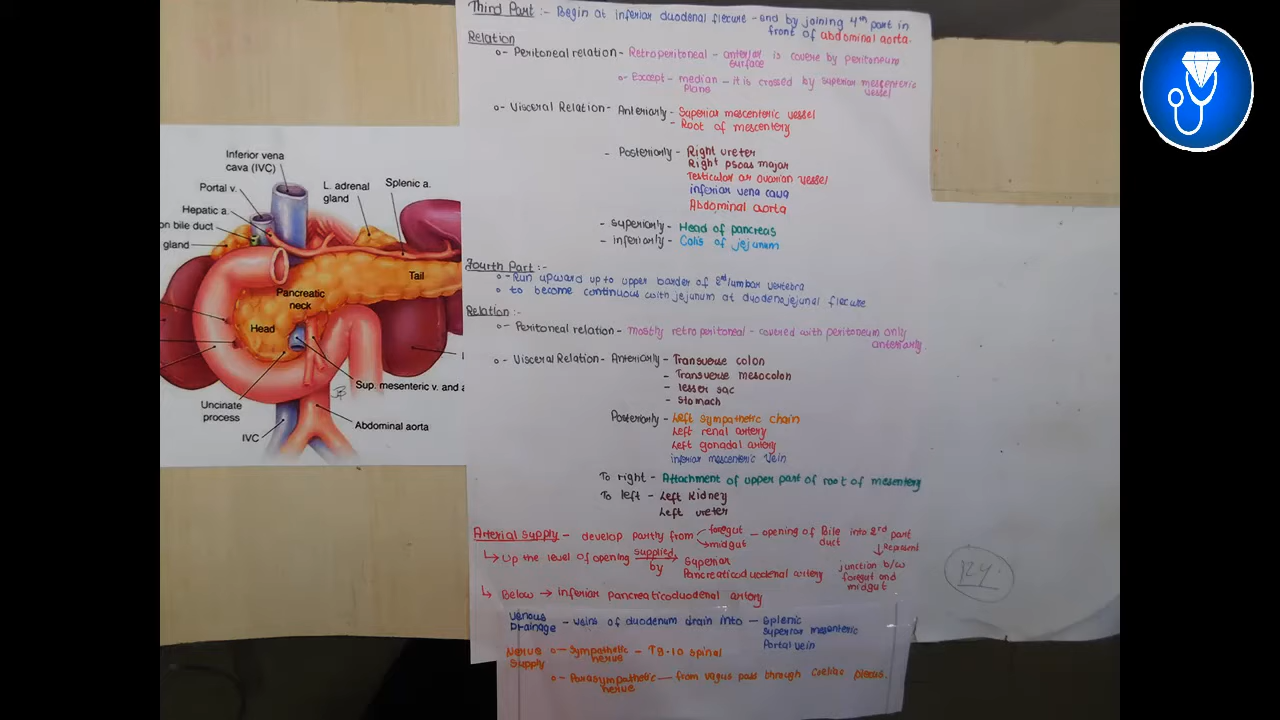 Third Part :- Begin at inferior duodenal flexure - end by joining 4th part in
front of abdominal aorta.
Relation
Peritoneal relation - Retroperitoneal - anterior surface is covere by peritoneum
Except - median plane - it is crossed by superior mescenteric vessel
Visceral Relation - Anteriorly - Superior mescenteric vessel
- Root of mescentery
- Posteriorly - Right ureter
Right psoas major
Testicular or ovarian vessel
inferior vena cava
Abdominal aorta
- superiorly - Head of pancreas
- inferiorly - Coils of jejunum
Fourth Part :-
Run upward up to upper border of 2nd lumbar vertebra
to become continuous with jejunum at duodenojejunal flexure
Relation :-
Peritoneal relation - mostly retroperitoneal - covered with peritoneum only
anteriorly.
Visceral Relation - Anteriorly - Transverse colon
- Transverse mesocolon
- lesser sac
- Stomach
Posteriorly - Left sympathetic chain
Left renal artery
Left gonadal artery
inferior mescenteric vein
To right - Attachment of upper part of root of mesentery
To left - Left kidney
Left ureter
Arterial supply - develop partly from foregut - opening of Bile duct into 2nd part
midgut
Represent
junction b/w
foregut and
midgut
Up the level of opening supplied by Superior
Pancreaticoduodenal artery
Below → inferior pancreaticoduodenal artery
Venous Drainage - veins of duodenum drain into - Splenic
Superior mesenteric
Portal vein
Nerve supply - Sympathetic nerve - T9-10 spinal
Parasympathetic nerve - from vagus pass through coeliac plexus.
Inferior vena
cava (IVC)
Portal v.
Hepatic a.
on bile duct
gland
L. adrenal
gland
Splenic a.
Tail
Pancreatic
neck
Head
Sup. mesenteric v. and a
Uncinate
process
IVC
Abdominal aorta